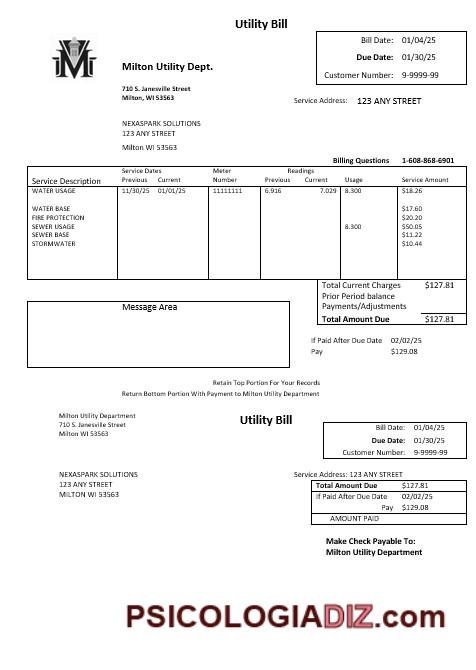 Utility Bill
Bill Date: 01/04/25
Due Date: 01/30/25
Customer Number: 9-9999-99
Milton Utility Dept.
710 S. Janesville Street
Milton, WI 53563
Service Address: 123 ANY STREET
NEXASPARK SOLUTIONS
123 ANY STREET
Milton WI 53563
Billing Questions 1-608-868-6901
Service Dates Meter Readings
Service Description Previous Current Number Previous Current Usage Service Amount
WATER USAGE 11/30/25 01/01/25 11111111 6.916 7.029 8.300 $18.26
WATER BASE $17.60
FIRE PROTECTION $20.20
SEWER USAGE 8.300 $50.05
SEWER BASE $11.22
STORMWATER $10.44
Total Current Charges $127.81
Prior Period balance
Payments/Adjustments
Total Amount Due $127.81
Message Area
If Paid After Due Date 02/02/25
Pay $129.08
Retain Top Portion For Your Records
Return Bottom Portion With Payment to Milton Utility Department
Milton Utility Department
710 S. Janesville Street
Milton WI 53563
Utility Bill
Bill Date: 01/04/25
Due Date: 01/30/25
Customer Number: 9-9999-99
NEXASPARK SOLUTIONS
123 ANY STREET
MILTON WI 53563
Service Address: 123 ANY STREET
Total Amount Due $127.81
If Paid After Due Date 02/02/25
Pay $129.08
AMOUNT PAID
Make Check Payable To:
Milton Utility Department
PSICOLOGIADIZ.com